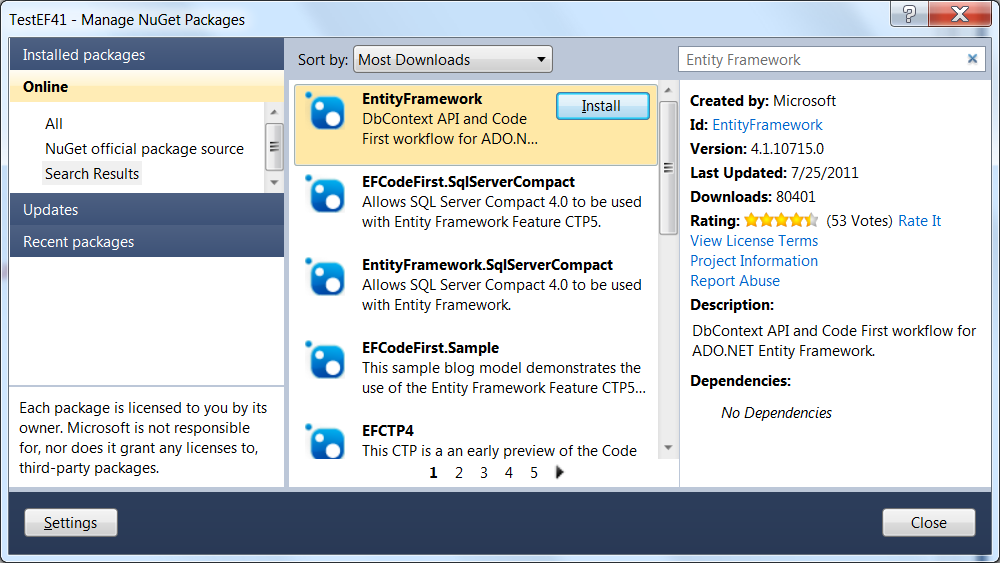 TestEF41 - Manage NuGet Packages
?
Installed packages
Online
All
NuGet official package source
Search Results
Updates
Recent packages
Each package is licensed to you by its
owner. Microsoft is not responsible
for, nor does it grant any licenses to,
third-party packages.
Sort by: Most Downloads
EntityFramework
DbContext API and Code
First workflow for ADO.N...
Install
EFCodeFirst.SqlServerCompact
Allows SQL Server Compact 4.0 to be used
with Entity Framework Feature CTP5.
EntityFramework.SqlServerCompact
Allows SQL Server Compact 4.0 to be used
with Entity Framework.
EFCodeFirst.Sample
This sample blog model demonstrates the
use of the Entity Framework Feature CTP5...
EFCTP4
This CTP is a an early preview of the Code
1 2 3 4 5
Entity Framework
Created by: Microsoft
Id: EntityFramework
Version: 4.1.10715.0
Last Updated: 7/25/2011
Downloads: 80401
Rating: (53 Votes) Rate It
View License Terms
Project Information
Report Abuse
Description:
DbContext API and Code First workflow for
ADO.NET Entity Framework.
Dependencies:
No Dependencies
Settings
Close